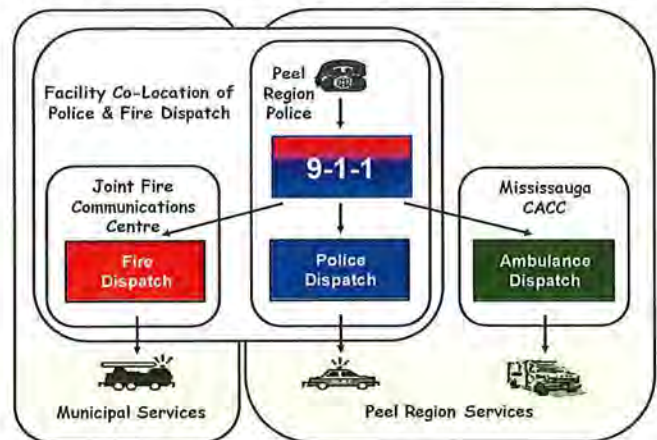 Facility Co-Location of
Police & Fire Dispatch
Peel
Region
Police
9-1-1
Joint Fire
Communications
Centre
Mississauga
CACC
Fire
Dispatch
Police
Dispatch
Ambulance
Dispatch
Municipal Services
Peel Region Services